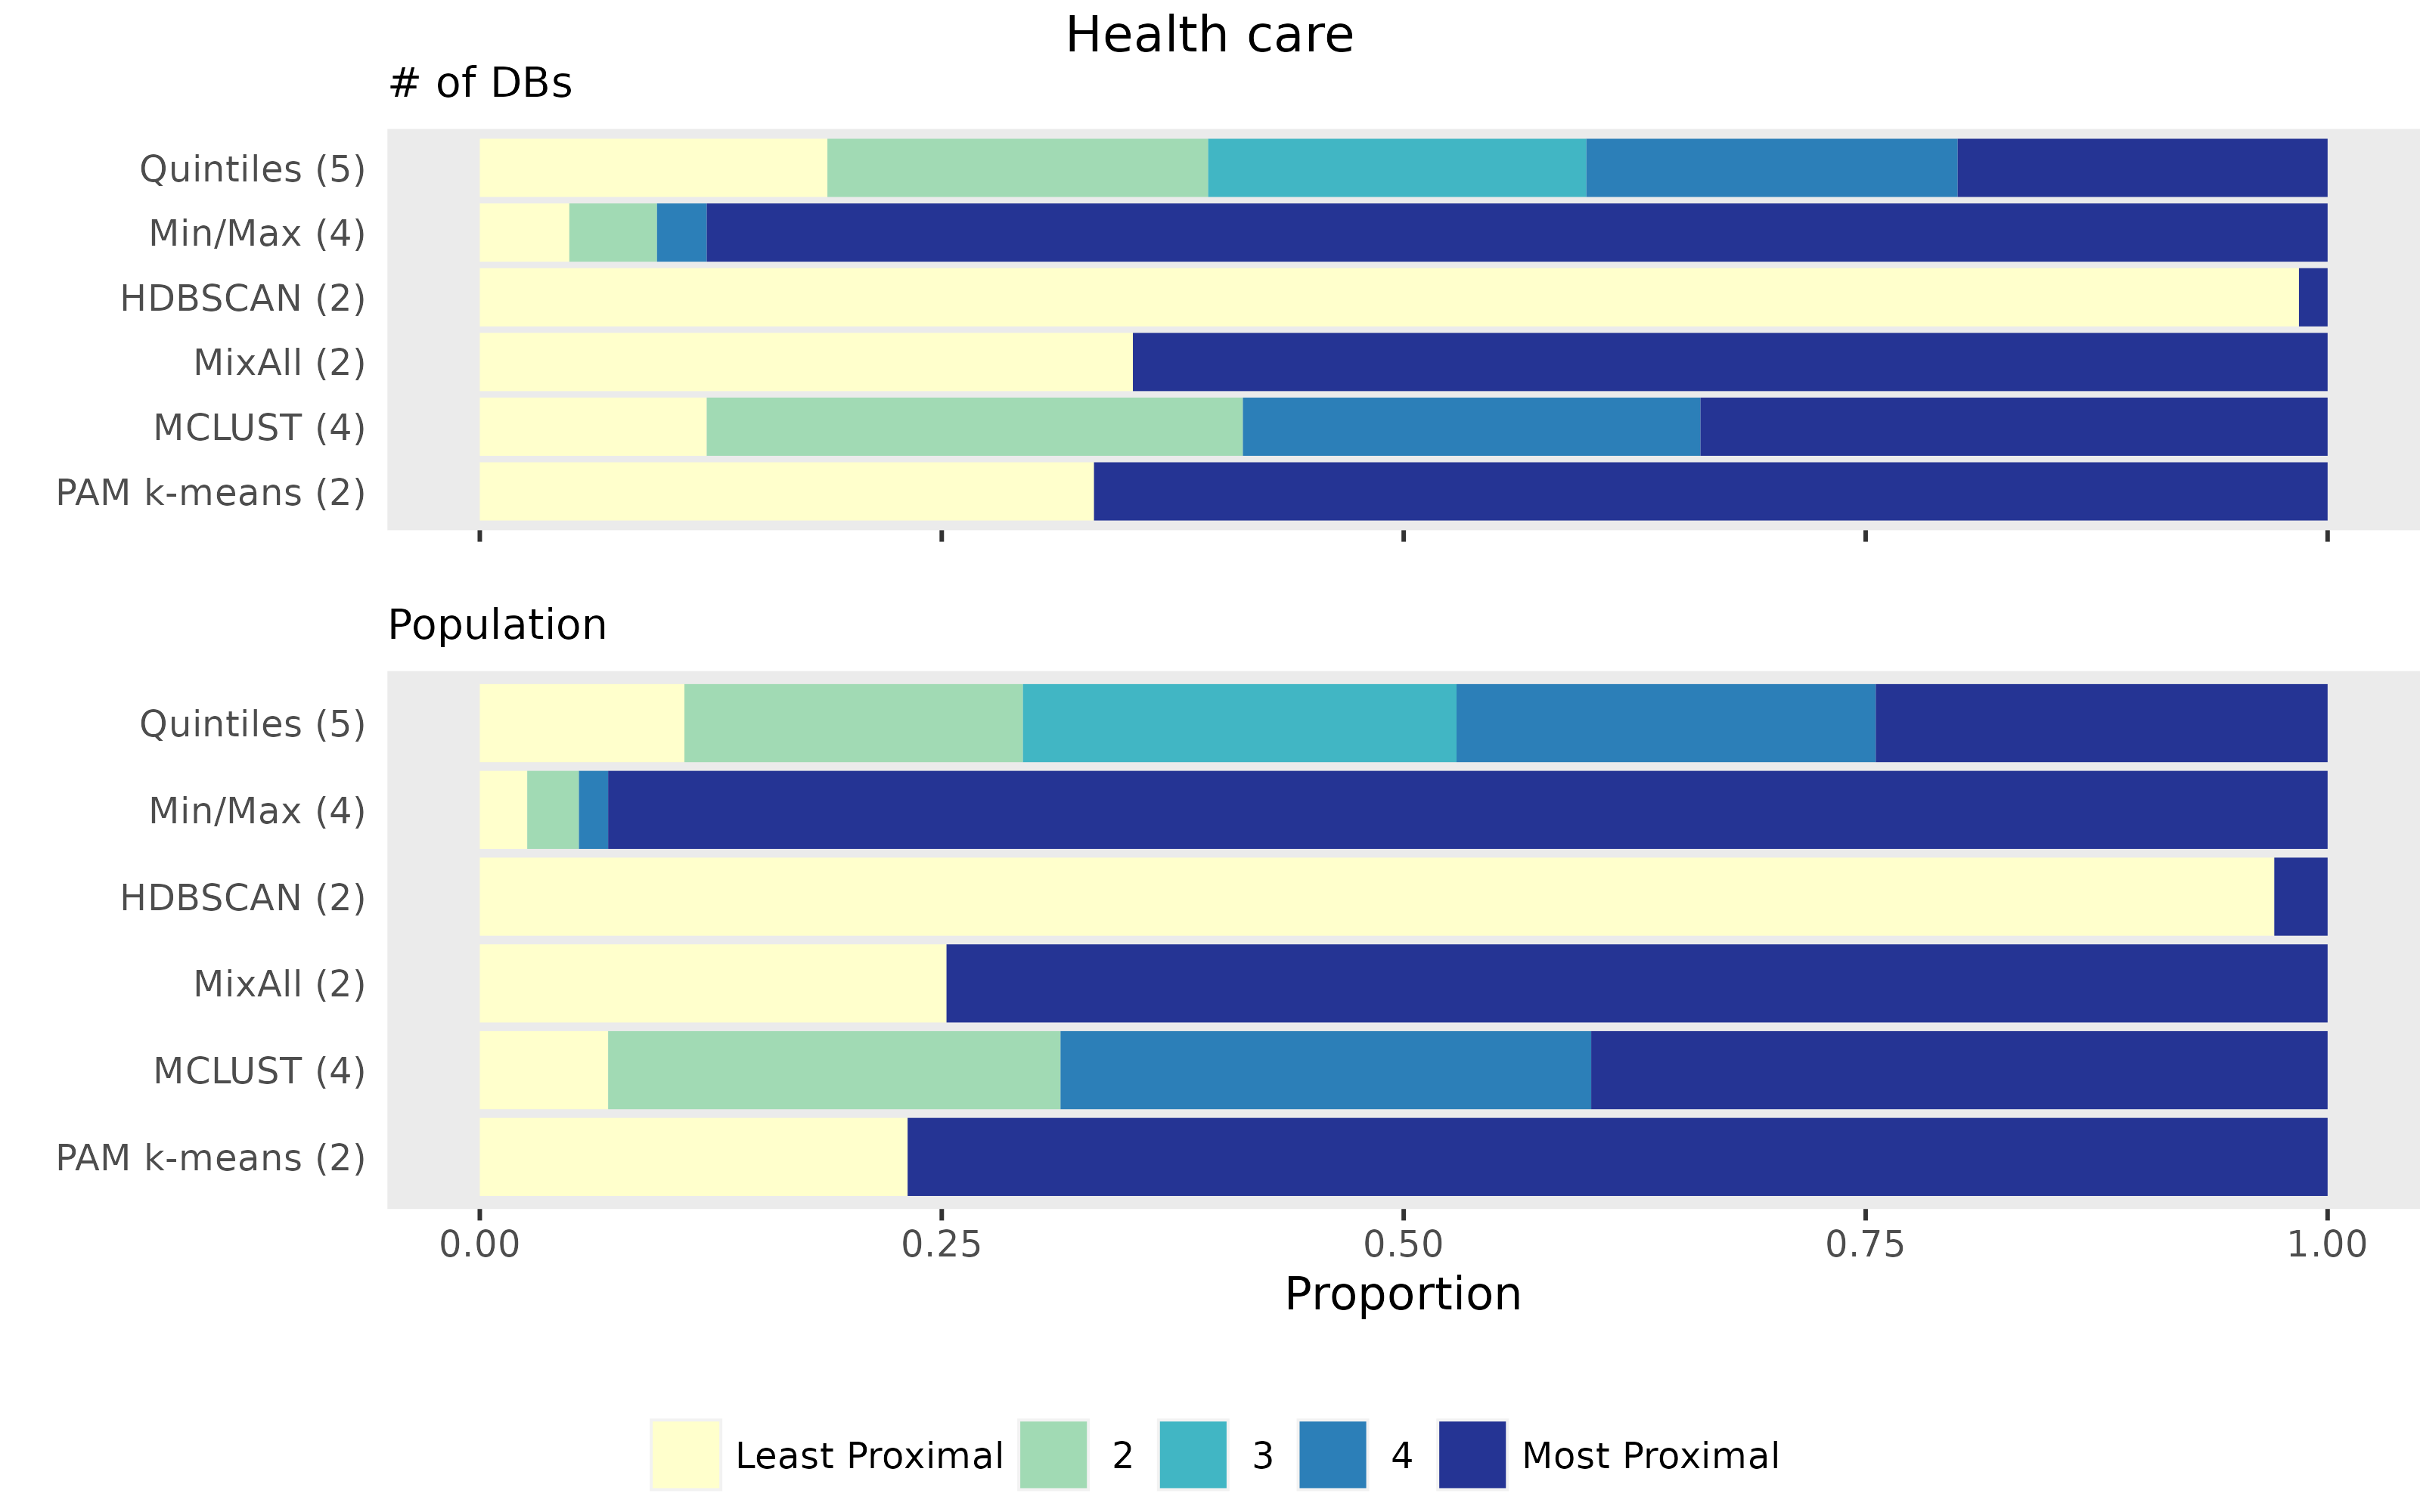 Health care
# of DBs
Quintiles (5)
Min/Max (4)
HDBSCAN (2)
MixAll (2)
MCLUST (4)
PAM k-means (2)
Population
Quintiles (5)
Min/Max (4)
HDBSCAN (2)
MixAll (2)
MCLUST (4)
PAM k-means (2)
0.00 0.25 0.50 0.75 1.00
Proportion
Least Proximal 2 3 4 Most Proximal